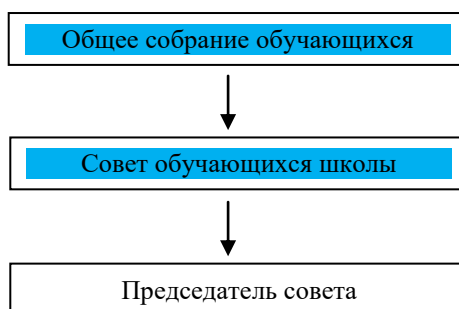 Общее собрание обучающихся
Совет обучающихся школы
Председатель совета